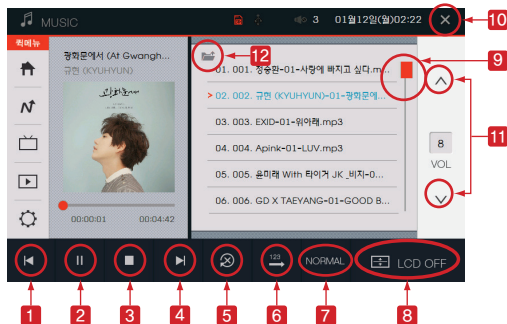 MUSIC
3 01월12일(월)02:22
10
퀵메뉴
광화문에서 (At Gwangh...
규현 (KYUHYUN)
12
9
01. 001. 정승환-01-사랑에 빠지고 싶다.m...
> 02. 002. 규현 (KYUHYUN)-01-광화문에...
03. 003. EXID-01-위아래.mp3
04. 004. Apink-01-LUV.mp3
05. 005. 윤미래 With 타이거 JK _비지-0...
06. 006. GD X TAEYANG-01-GOOD B...
11
8
VOL
00:00:01 00:04:42
123
NORMAL
LCD OFF
1 2 3 4 5 6 7 8